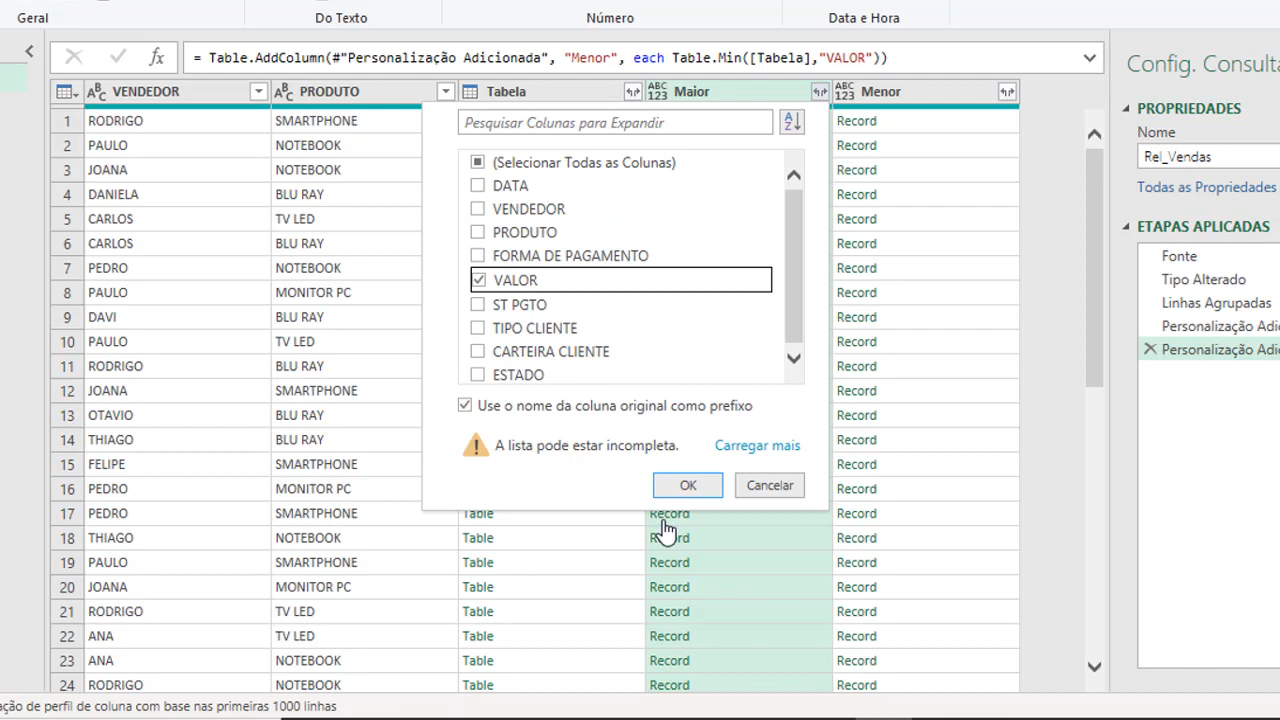 Geral Do Texto Número Data e Hora
fx = Table.AddColumn(#"Personalização Adicionada", "Menor", each Table.Min([Tabela],"VALOR"))
Config. Consulta
PROPRIEDADES
Nome
Rel_Vendas
Todas as Propriedades
ETAPAS APLICADAS
Fonte
Tipo Alterado
Linhas Agrupadas
Personalização Adic
Personalização Adic
ABC VENDEDOR ABC PRODUTO Tabela ABC 123 Maior ABC 123 Menor
Pesquisar Colunas para Expandir
AZ
(Selecionar Todas as Colunas)
DATA
VENDEDOR
PRODUTO
FORMA DE PAGAMENTO
VALOR
ST PGTO
TIPO CLIENTE
CARTEIRA CLIENTE
ESTADO
Use o nome da coluna original como prefixo
A lista pode estar incompleta. Carregar mais
OK Cancelar
1 RODRIGO SMARTPHONE Record
2 PAULO NOTEBOOK Record
3 JOANA NOTEBOOK Record
4 DANIELA BLU RAY Record
5 CARLOS TV LED Record
6 CARLOS BLU RAY Record
7 PEDRO NOTEBOOK Record
8 PAULO MONITOR PC Record
9 DAVI BLU RAY Record
10 PAULO TV LED Record
11 RODRIGO BLU RAY Record
12 JOANA SMARTPHONE Record
13 OTAVIO BLU RAY Record
14 THIAGO BLU RAY Record
15 FELIPE SMARTPHONE Record
16 PEDRO MONITOR PC Record
17 PEDRO SMARTPHONE Table Record Record
18 THIAGO NOTEBOOK Table Record Record
19 PAULO SMARTPHONE Table Record Record
20 JOANA MONITOR PC Table Record Record
21 RODRIGO TV LED Table Record Record
22 ANA TV LED Table Record Record
23 ANA NOTEBOOK Table Record Record
24 RODRIGO NOTEBOOK Table Record Record
ação de perfil de coluna com base nas primeiras 1000 linhas